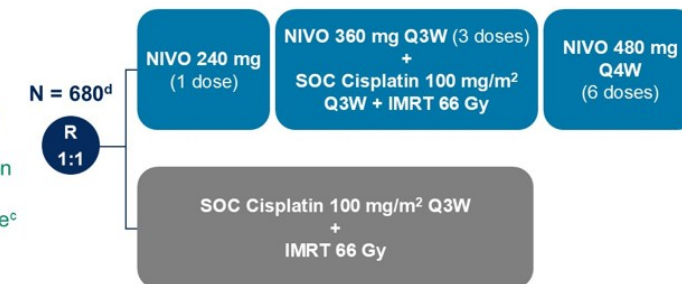 N = 680ᵈ
R
1:1
n
eᶜ
NIVO 240 mg
(1 dose)
NIVO 360 mg Q3W (3 doses)
+
SOC Cisplatin 100 mg/m²
Q3W + IMRT 66 Gy
NIVO 480 mg
Q4W
(6 doses)
SOC Cisplatin 100 mg/m² Q3W
+
IMRT 66 Gy